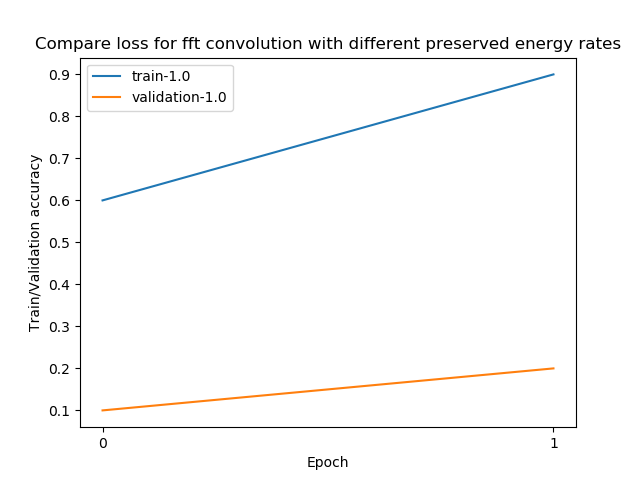 Compare loss for fft convolution with different preserved energy rates
train-1.0
validation-1.0
Train/Validation accuracy
0.9
0.8
0.7
0.6
0.5
0.4
0.3
0.2
0.1
0
1
Epoch